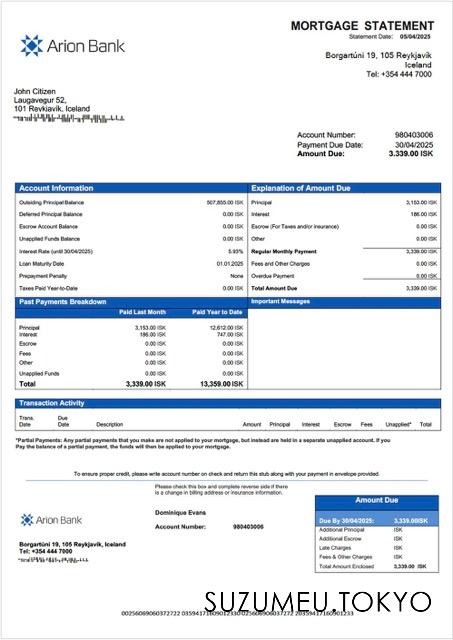 MORTGAGE STATEMENT
Statement Date: 05/04/2025
Arion Bank
Borgartúni 19, 105 Reykjavík
Iceland
Tel: +354 444 7000
John Citizen
Laugavegur 52,
101 Reykjavik, Iceland
Account Number: 980403006
Payment Due Date: 30/04/2025
Amount Due: 3.339.00 ISK
Account Information
Outsiding Principal Balance 507,855.00 ISK
Deferred Principal Balance 0.00 ISK
Escrow Account Balance 0.00 ISK
Unapplied Funds Balance 0.00 ISK
Interest Rate (until 30/04/2025) 5.93%
Loan Maturity Date 01.01.2025
Prepayment Penalty None
Taxes Paid Year-to-Date 0.00 ISK
Explanation of Amount Due
Principal 3,153.00 ISK
Interest 186.00 ISK
Escrow (For Taxes and/or insurance) 0.00 ISK
Other 0.00 ISK
Regular Monthly Payment 3,339.00 ISK
Fees and Other Charges 0.00 ISK
Overdue Payment 0.00 ISK
Total Amount Due 3,339.00 ISK
Past Payments Breakdown
Paid Last Month Paid Year to Date
Principal 3,153.00 ISK 12,612.00 ISK
Interest 186.00 ISK 747.00 ISK
Escrow 0.00 ISK 0.00 ISK
Fees 0.00 ISK 0.00 ISK
Other 0.00 ISK 0.00 ISK
Unapplied Funds 0.00 ISK 0.00 ISK
Total 3,339.00 ISK 13,359.00 ISK
Important Messages
Transaction Activity
Trans. Date Due Date Description Amount Principal Interest Escrow Fees Unapplied* Total
*Partial Payments: Any partial payments that you make are not applied to your mortgage, but instead are held in a separate unapplied account. If you
Pay the balance of a partial payment, the funds will then be applied to your mortgage.
To ensure proper credit, please write account number on check and return this stub along with your payment in envelope provided.
Please check this box and complete reverse side if there
is a change in billing address or insurance information.
Arion Bank
Dominique Evans
Account Number: 980403006
Borgartúni 19, 105 Reykjavík
Tel: +354 444 7000
Amount Due
Due By 30/04/2025: 3,339.00ISK
Additional Principal ISK
Additional Escrow ISK
Late Charges ISK
Fees & Other Charges ISK
Total Amount Enclosed 3,339.00 ISK
SUZUMEU.TOKYO